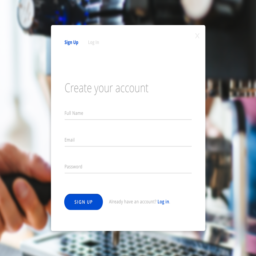 Sign Up Log In
Create your account
Full Name
Email
Password
SIGN UP Already have an account? Log in